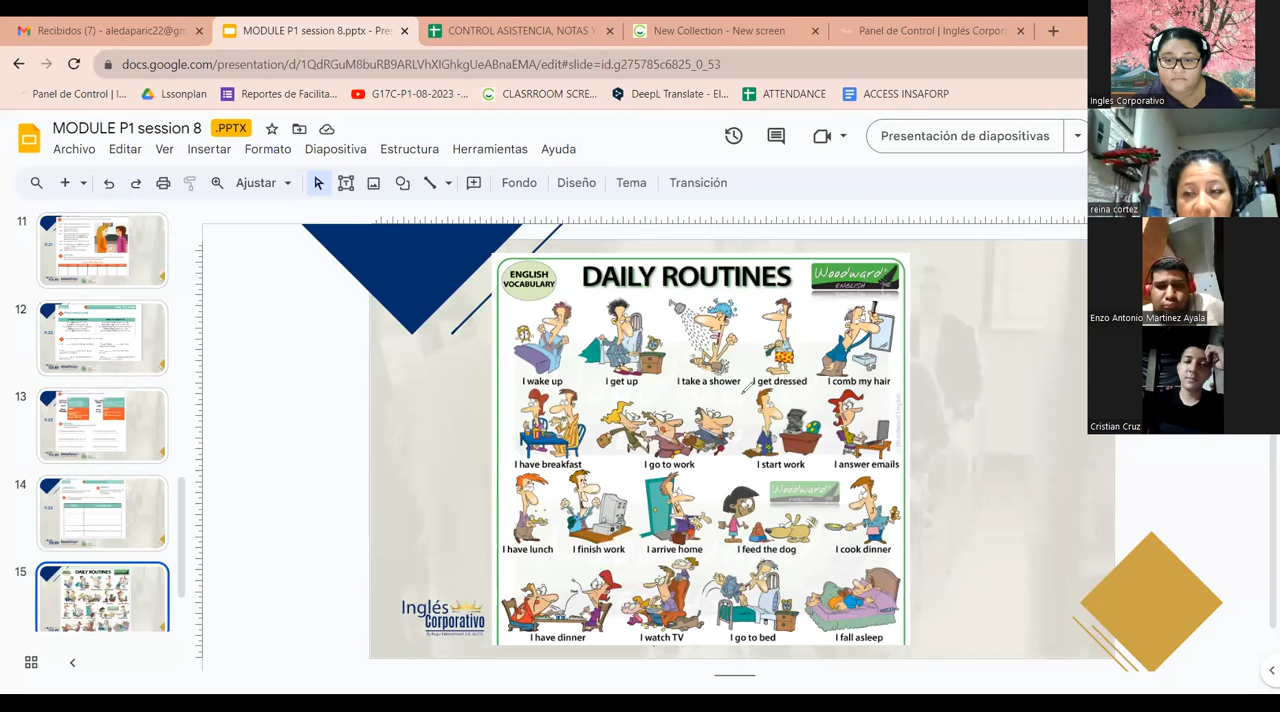 Recibidos (7) - aledaparic22@gm
MODULE P1 session 8.pptx - Pres
CONTROL ASISTENCIA, NOTAS Y
New Collection - New screen
Panel de Control | Inglés Corpor
docs.google.com/presentation/d/1QdRGuM8buRB9ARLVhXIGhkgUeABnaEMA/edit#slide=id.g275785c6825_0_53
Panel de Control | I...
Lssonplan
Reportes de Facilita...
G17C-P1-08-2023 -...
CLASSROOM SCRE...
DeepL Translate - El...
ATTENDANCE
ACCESS INSAFORP
MODULE P1 session 8
.PPTX
Archivo Editar Ver Insertar Formato Diapositiva Estructura Herramientas Ayuda
Presentación de diapositivas
Ajustar
Fondo Diseño Tema Transición
11
12
13
14
15
ENGLISH
VOCABULARY
DAILY ROUTINES
Woodward
ENGLISH
I wake up
I get up
I take a shower
I get dressed
I comb my hair
I have breakfast
I go to work
I start work
I answer emails
Woodward
I have lunch
I finish work
I arrive home
I feed the dog
I cook dinner
I have dinner
I watch TV
I go to bed
I fall asleep
Inglés
Corporativo
Ingles Corporativo
reina cortez
Enzo Antonio Martinez Ayala
Cristian Cruz